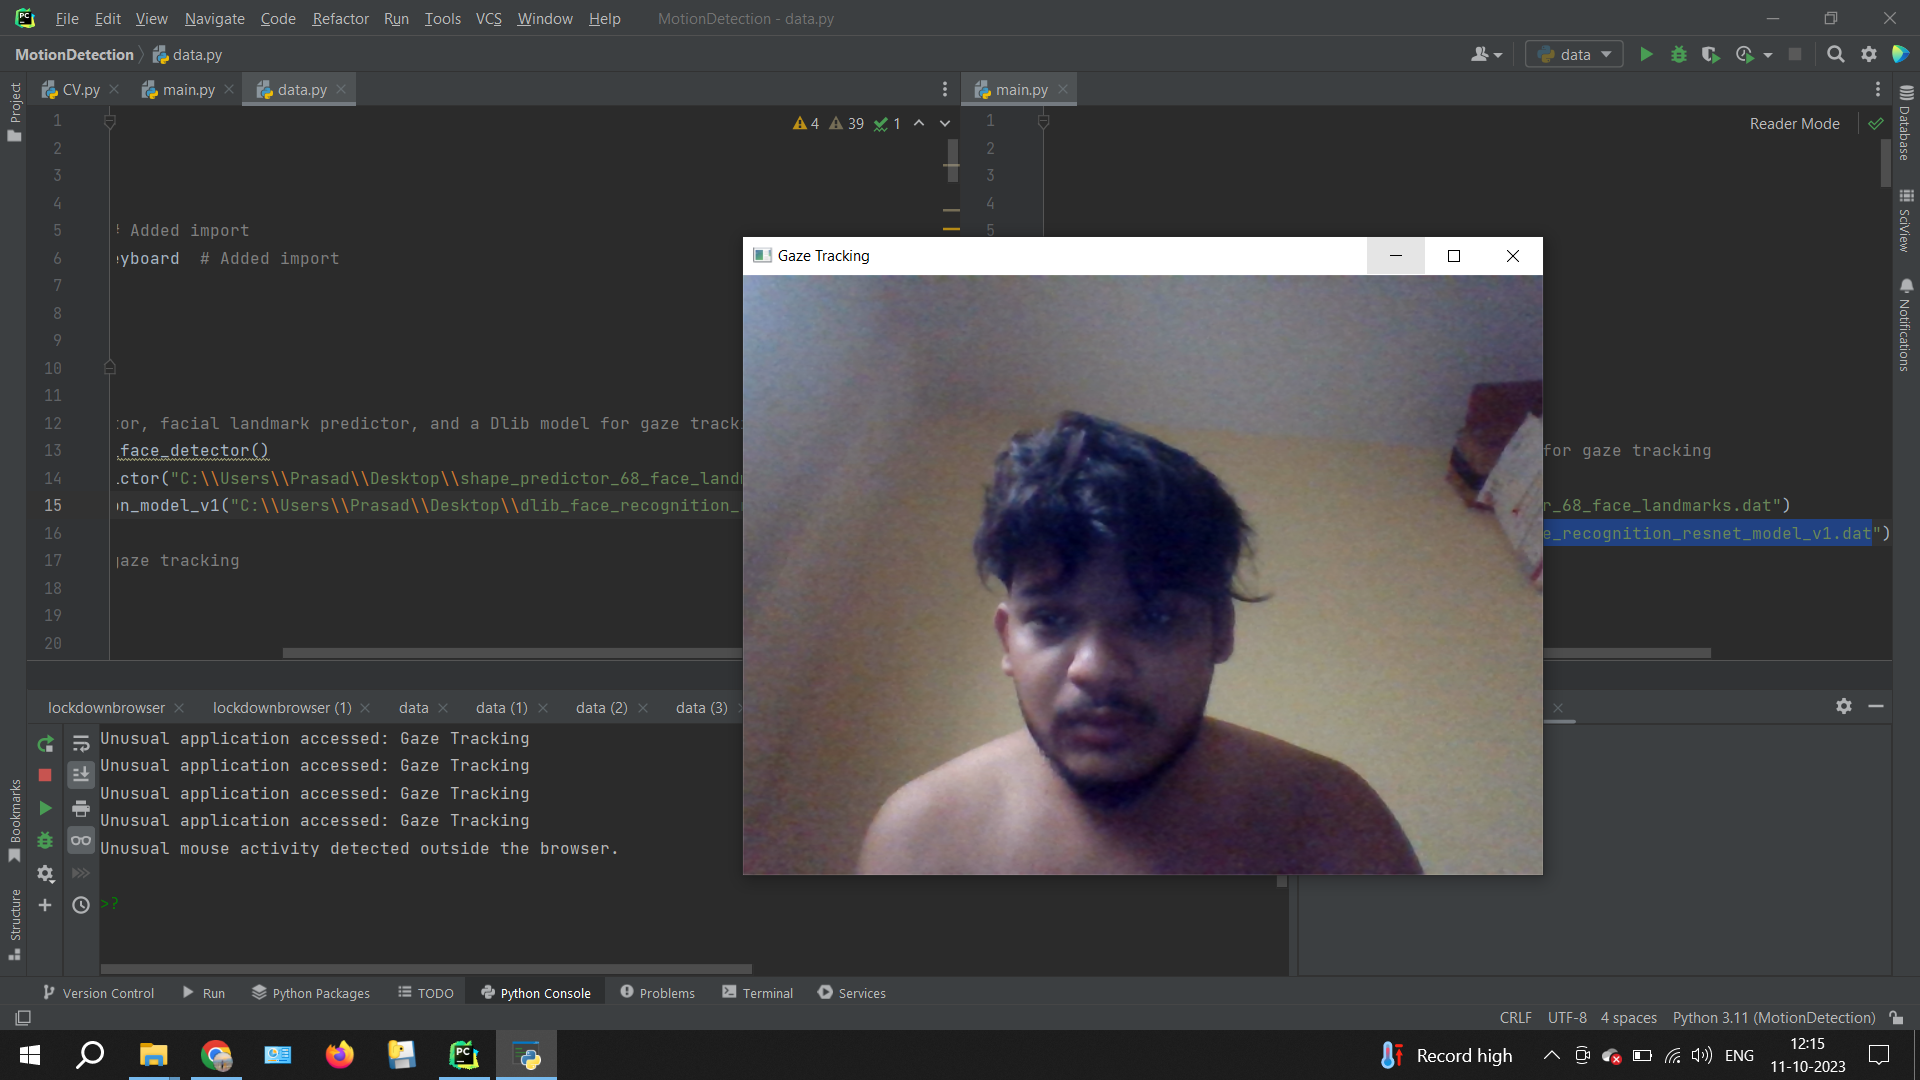 File Edit View Navigate Code Refactor Run Tools VCS Window Help MotionDetection - data.py
MotionDetection data.py
data
Project
CV.py main.py data.py
main.py
4 39 1
Reader Mode
Database
SciView
Notifications
1
2
3
4
5 # Added import
6 eyboard # Added import
7
8
9
10
11
12 tor, facial landmark predictor, and a Dlib model for gaze tracki
13 _face_detector()
14 ictor("C:\\Users\\Prasad\\Desktop\\shape_predictor_68_face_landm
15 on_model_v1("C:\\Users\\Prasad\\Desktop\\dlib_face_recognition_
16
17 gaze tracking
18
19
20
1
2
3
4
5
for gaze tracking
r_68_face_landmarks.dat")
e_recognition_resnet_model_v1.dat")
Gaze Tracking
lockdownbrowser lockdownbrowser (1) data data (1) data (2) data (3)
Unusual application accessed: Gaze Tracking
Unusual application accessed: Gaze Tracking
Unusual application accessed: Gaze Tracking
Unusual application accessed: Gaze Tracking
Unusual mouse activity detected outside the browser.
>?
Bookmarks
Structure
Version Control Run Python Packages TODO Python Console Problems Terminal Services
CRLF UTF-8 4 spaces Python 3.11 (MotionDetection)
Record high ENG
12:15
11-10-2023